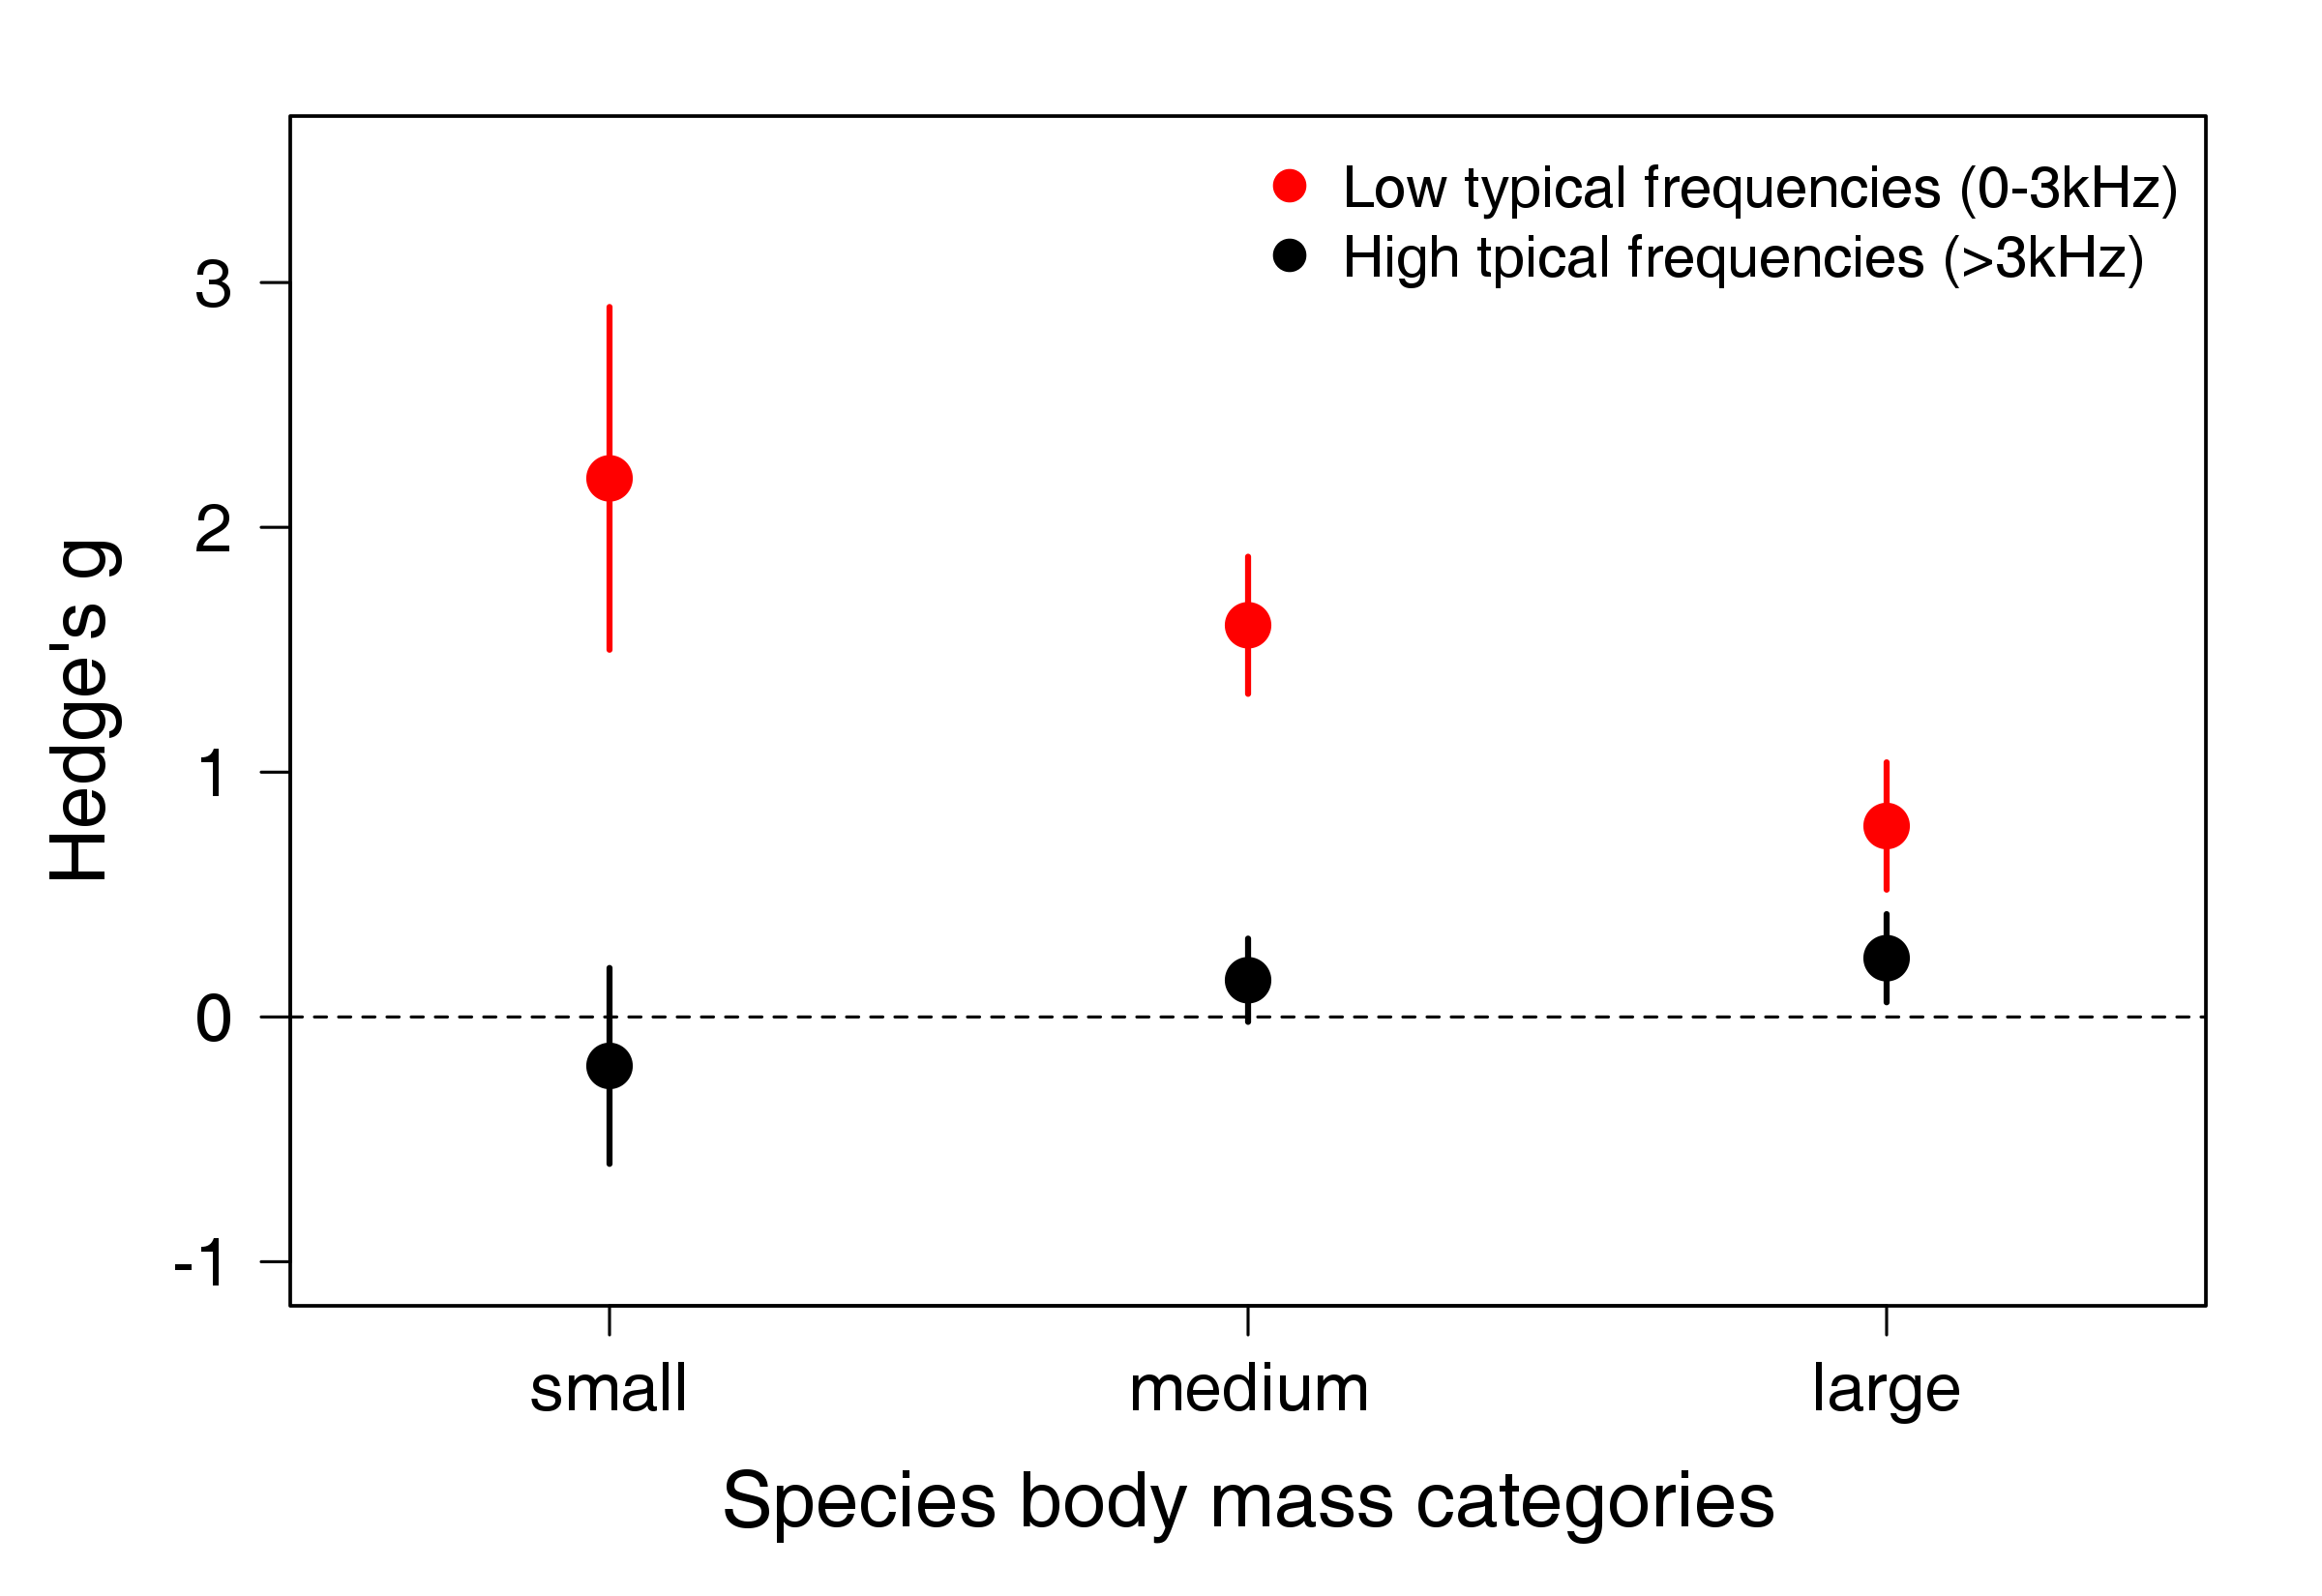 Low typical frequencies (0-3kHz)
High tpical frequencies (>3kHz)
Hedge's g
3
2
1
0
-1
small medium large
Species body mass categories